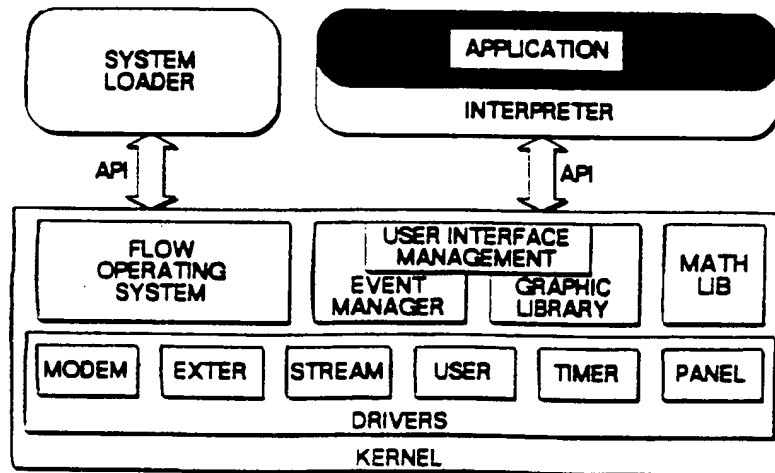 SYSTEM
LOADER
APPLICATION
INTERPRETER
API
API
FLOW
OPERATING
SYSTEM
USER INTERFACE
MANAGEMENT
EVENT
MANAGER
GRAPHIC
LIBRARY
MATH
LIB
MODEM
EXTER
STREAM
USER
TIMER
PANEL
DRIVERS
KERNEL